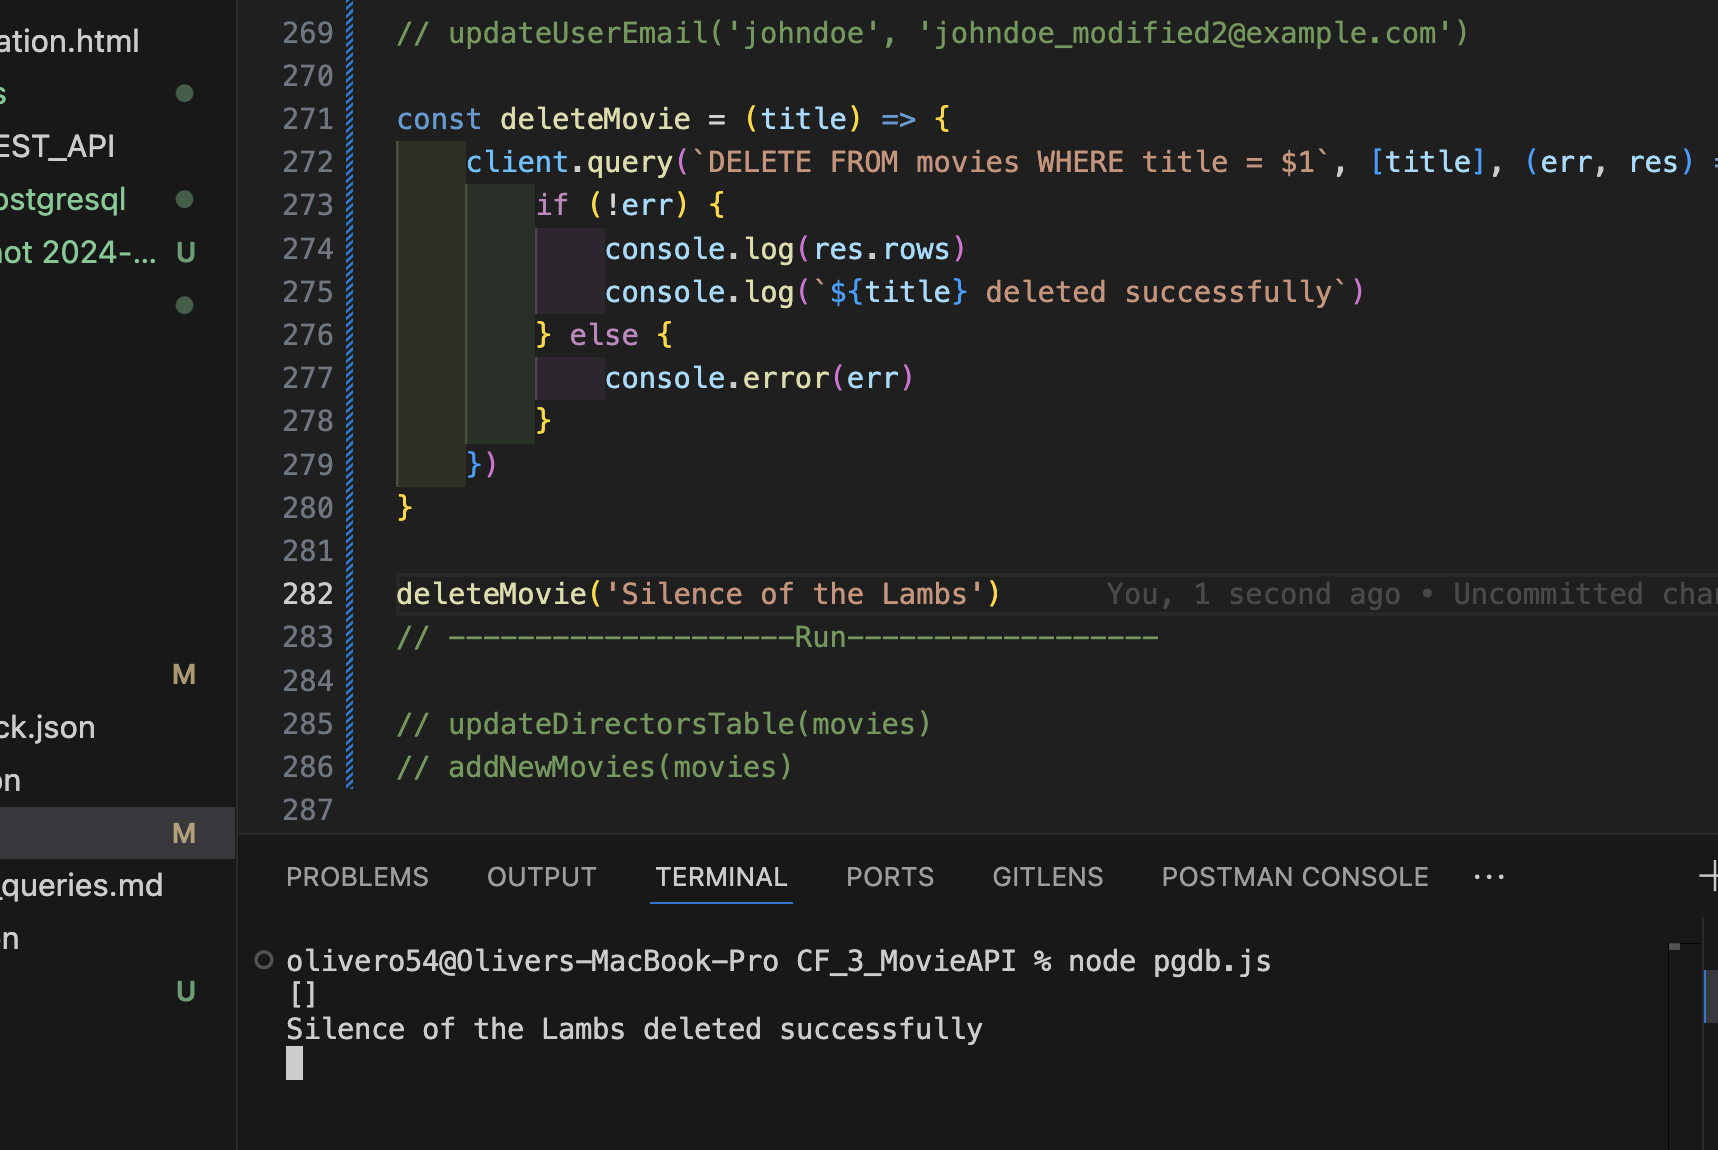 ation.html
s
EST_API
ostgresql
ot 2024-... U
M
ck.json
on
M
_queries.md
n
U
269 // updateUserEmail('johndoe', 'johndoe_modified2@example.com')
270
271 const deleteMovie = (title) => {
272 client.query(`DELETE FROM movies WHERE title = $1`, [title], (err, res) =
273 if (!err) {
274 console.log(res.rows)
275 console.log(`${title} deleted successfully`)
276 } else {
277 console.error(err)
278 }
279 })
280 }
281
282 deleteMovie('Silence of the Lambs') You, 1 second ago • Uncommitted cha
283 // --------------------Run------------------
284
285 // updateDirectorsTable(movies)
286 // addNewMovies(movies)
287
PROBLEMS OUTPUT TERMINAL PORTS GITLENS POSTMAN CONSOLE ... +
olivero54@Olivers-MacBook-Pro CF_3_MovieAPI % node pgdb.js
[]
Silence of the Lambs deleted successfully